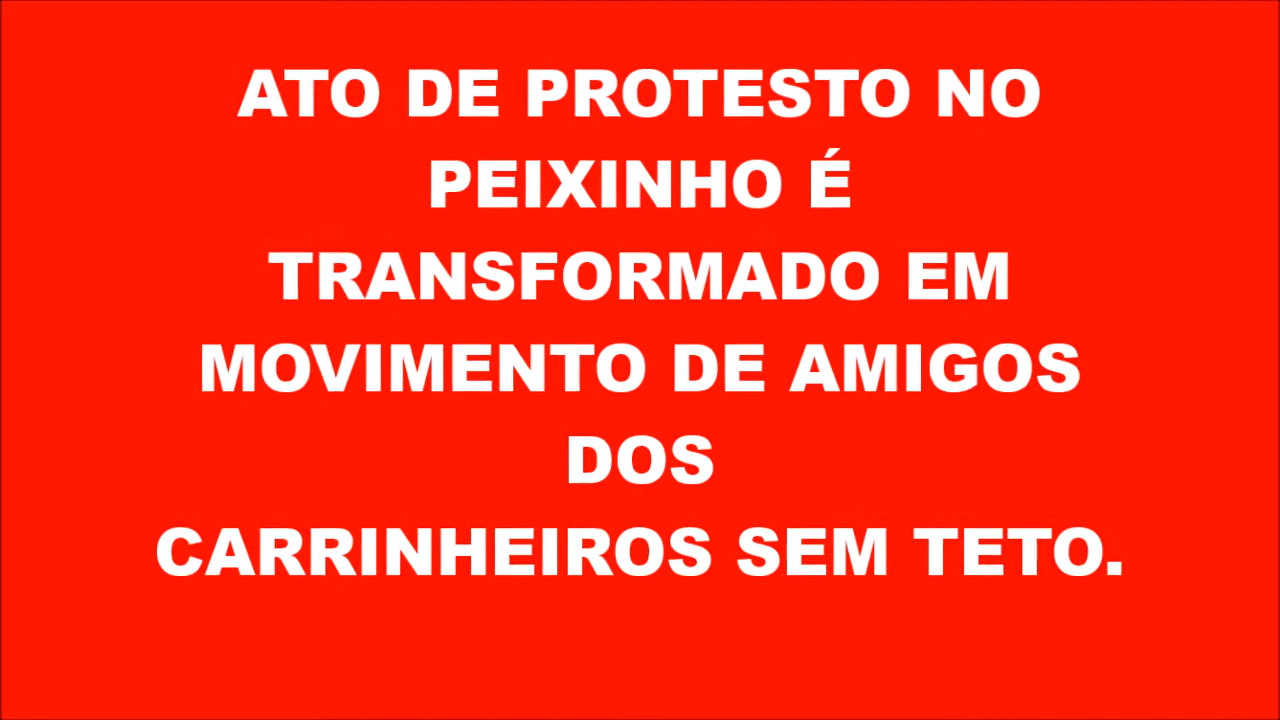 ATO DE PROTESTO NO
PEIXINHO É
TRANSFORMADO EM
MOVIMENTO DE AMIGOS
DOS
CARRINHEIROS SEM TETO.